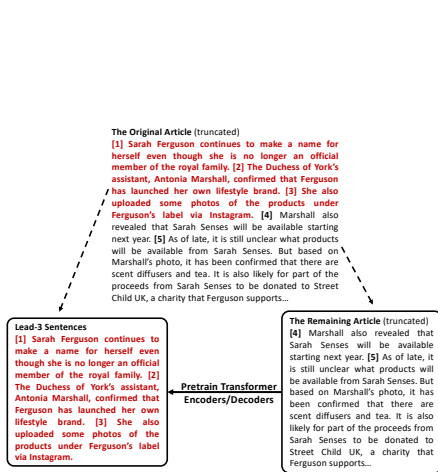 The Original Article (truncated)
[1] Sarah Ferguson continues to make a name for
herself even though she is no longer an official
member of the royal family. [2] The Duchess of York's
assistant, Antonia Marshall, confirmed that Ferguson
has launched her own lifestyle brand. [3] She also
uploaded some photos of the products under
Ferguson's label via Instagram. [4] Marshall also
revealed that Sarah Senses will be available starting
next year. [5] As of late, it is still unclear what products
will be available from Sarah Senses. But based on
Marshall's photo, it has been confirmed that there are
scent diffusers and tea. It is also likely for part of the
proceeds from Sarah Senses to be donated to Street
Child UK, a charity that Ferguson supports...
Lead-3 Sentences
[1] Sarah Ferguson continues to
make a name for herself even
though she is no longer an official
member of the royal family. [2]
The Duchess of York's assistant,
Antonia Marshall, confirmed that
Ferguson has launched her own
lifestyle brand. [3] She also
uploaded some photos of the
products under Ferguson's label
via Instagram.
Pretrain Transformer
Encoders/Decoders
The Remaining Article (truncated)
[4] Marshall also revealed that
Sarah Senses will be available
starting next year. [5] As of late, it
is still unclear what products will
be available from Sarah Senses. But
based on Marshall's photo, it has
been confirmed that there are
scent diffusers and tea. It is also
likely for part of the proceeds from
Sarah Senses to be donated to
Street Child UK, a charity that
Ferguson supports...